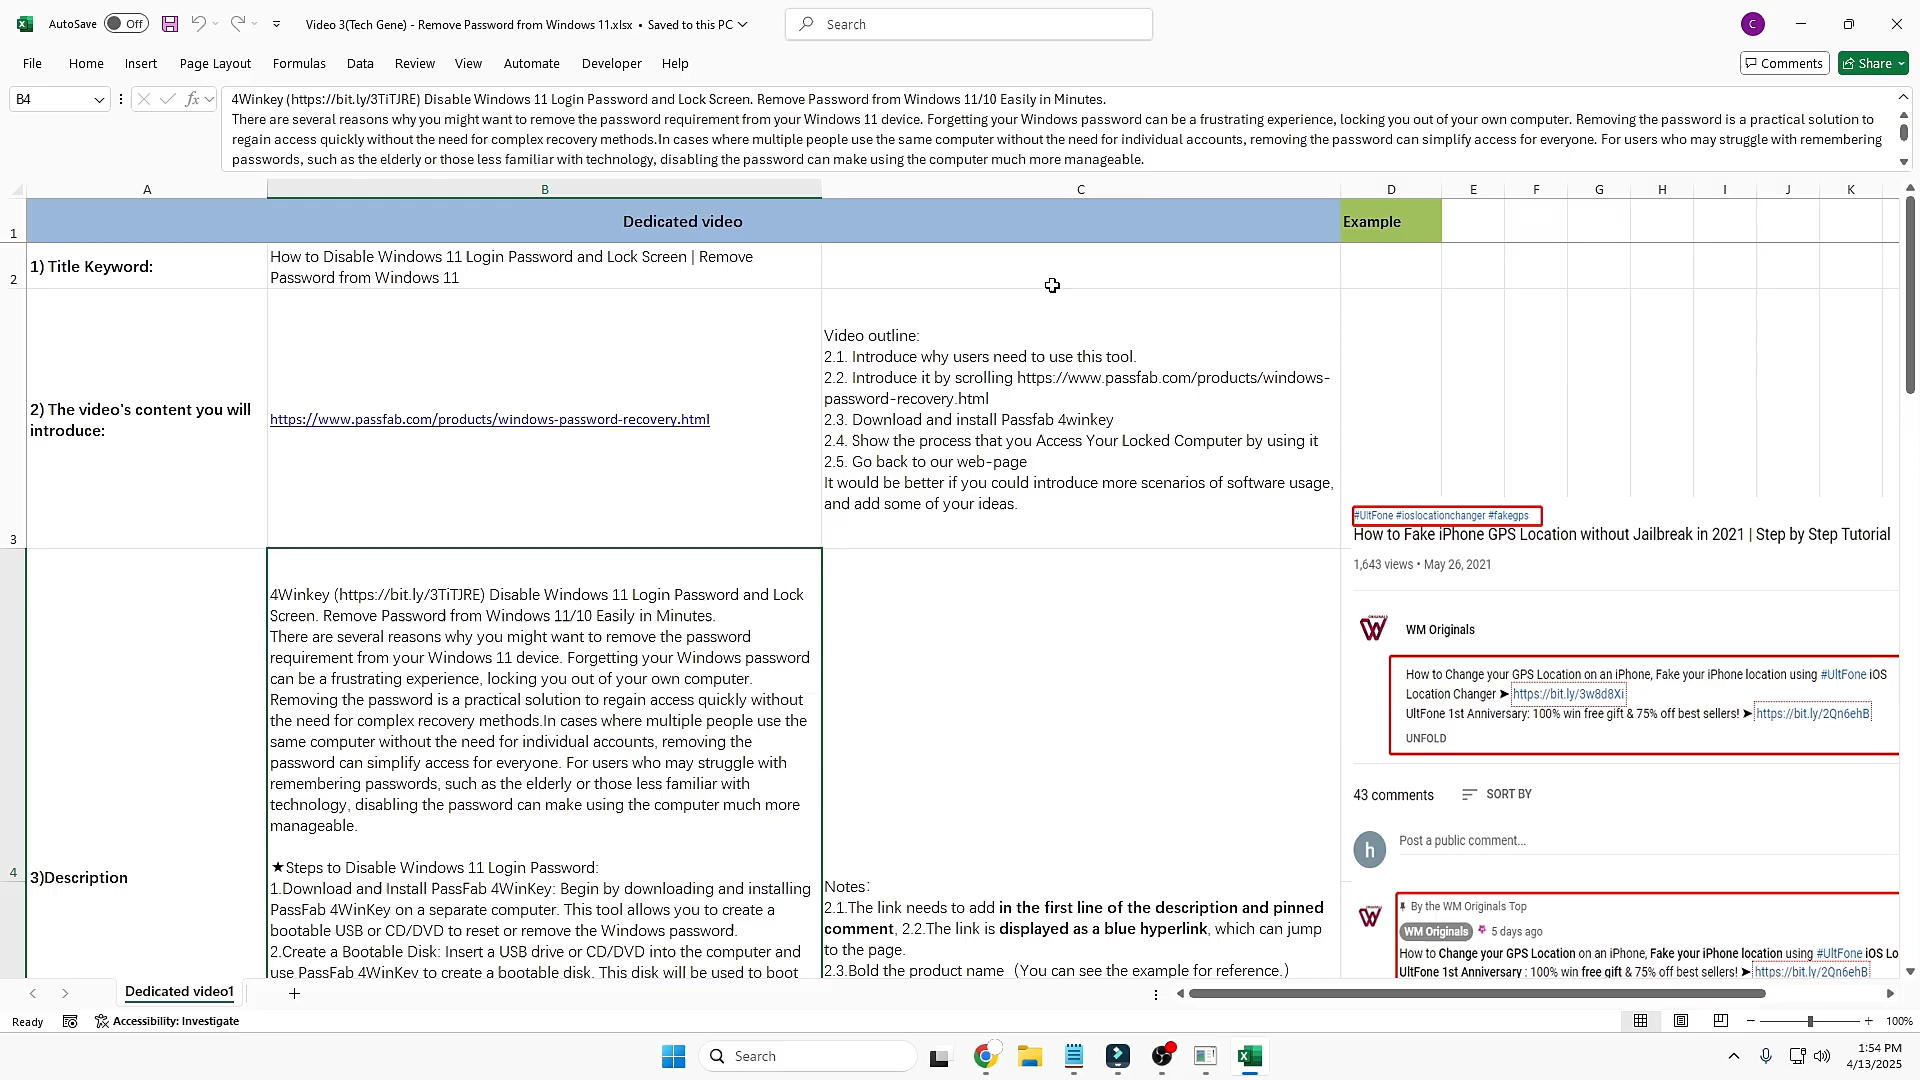 AutoSave Off Video 3(Tech Gene) - Remove Password from Windows 11.xlsx • Saved to this PC Search C
File Home Insert Page Layout Formulas Data Review View Automate Developer Help Comments Share
B4 fx 4Winkey (https://bit.ly/3TiTJRE) Disable Windows 11 Login Password and Lock Screen. Remove Password from Windows 11/10 Easily in Minutes.
There are several reasons why you might want to remove the password requirement from your Windows 11 device. Forgetting your Windows password can be a frustrating experience, locking you out of your own computer. Removing the password is a practical solution to
regain access quickly without the need for complex recovery methods.In cases where multiple people use the same computer without the need for individual accounts, removing the password can simplify access for everyone. For users who may struggle with remembering
passwords, such as the elderly or those less familiar with technology, disabling the password can make using the computer much more manageable.
A B C D E F G H I J K
1 Dedicated video Example
2 1) Title Keyword:
How to Disable Windows 11 Login Password and Lock Screen | Remove
Password from Windows 11
3 2) The video's content you will
introduce:
https://www.passfab.com/products/windows-password-recovery.html
Video outline:
2.1. Introduce why users need to use this tool.
2.2. Introduce it by scrolling https://www.passfab.com/products/windows-
password-recovery.html
2.3. Download and install Passfab 4winkey
2.4. Show the process that you Access Your Locked Computer by using it
2.5. Go back to our web-page
It would be better if you could introduce more scenarios of software usage,
and add some of your ideas.
4 3)Description
4Winkey (https://bit.ly/3TiTJRE) Disable Windows 11 Login Password and Lock
Screen. Remove Password from Windows 11/10 Easily in Minutes.
There are several reasons why you might want to remove the password
requirement from your Windows 11 device. Forgetting your Windows password
can be a frustrating experience, locking you out of your own computer.
Removing the password is a practical solution to regain access quickly without
the need for complex recovery methods.In cases where multiple people use the
same computer without the need for individual accounts, removing the
password can simplify access for everyone. For users who may struggle with
remembering passwords, such as the elderly or those less familiar with
technology, disabling the password can make using the computer much more
manageable.
★Steps to Disable Windows 11 Login Password:
1.Download and Install PassFab 4WinKey: Begin by downloading and installing
PassFab 4WinKey on a separate computer. This tool allows you to create a
bootable USB or CD/DVD to reset or remove the Windows password.
2.Create a Bootable Disk: Insert a USB drive or CD/DVD into the computer and
use PassFab 4WinKey to create a bootable disk. This disk will be used to boot
Notes:
2.1.The link needs to add in the first line of the description and pinned
comment, 2.2.The link is displayed as a blue hyperlink, which can jump
to the page.
2.3.Bold the product name (You can see the example for reference.)
#UltFone #ioslocationchanger #fakegps
How to Fake iPhone GPS Location without Jailbreak in 2021 | Step by Step Tutorial
1,643 views • May 26, 2021
WM Originals
How to Change your GPS Location on an iPhone, Fake your iPhone location using #UltFone iOS
Location Changer ➤ https://bit.ly/3w8d8Xi
UltFone 1st Anniversary: 100% win free gift & 75% off best sellers! ➤ https://bit.ly/2Qn6ehB
UNFOLD
43 comments SORT BY
h Post a public comment...
By the WM Originals Top
WM Originals 5 days ago
How to Change your GPS Location on an iPhone, Fake your iPhone location using #UltFone iOS Lo
UltFone 1st Anniversary : 100% win free gift & 75% off best sellers! ➤ https://bit.ly/2Qn6ehB
Dedicated video1
Ready Accessibility: Investigate 100%
Search
1:54 PM
4/13/2025